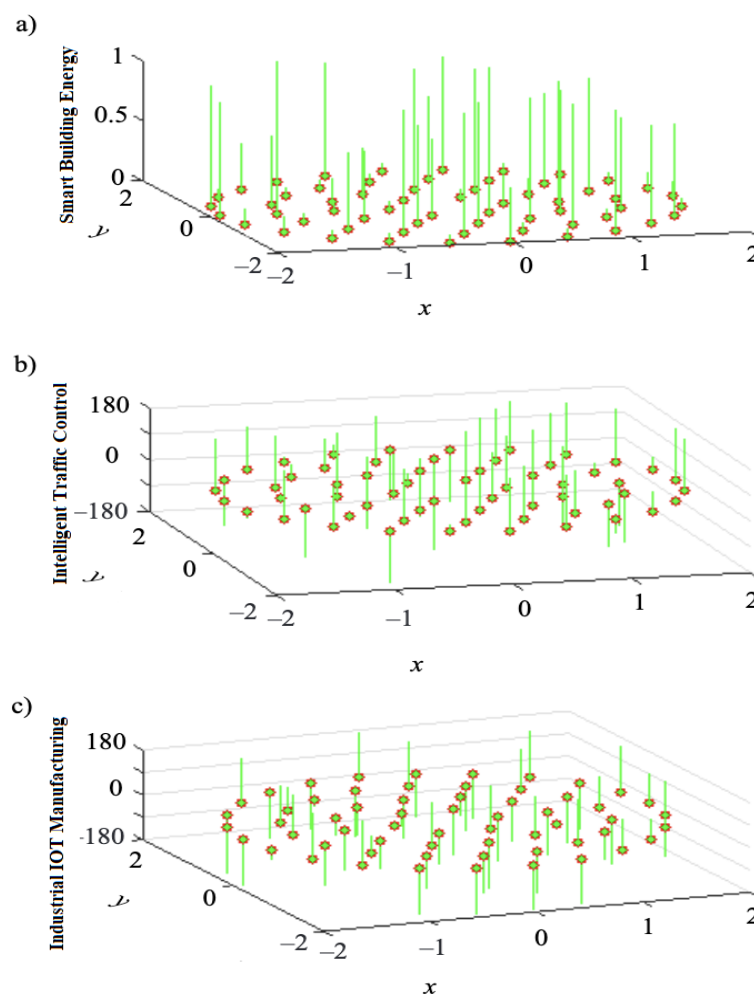 a)
Smart Building Energy
1
0.5
0
2
0
−2
y
−2
−1
0
1
2
x
b)
Intelligent Traffic Control
180
0
−180
2
0
−2
y
−2
−1
0
1
2
x
c)
Industrial IOT Manufacturing
180
0
-180
2
0
−2
y
−2
−1
0
1
2
x